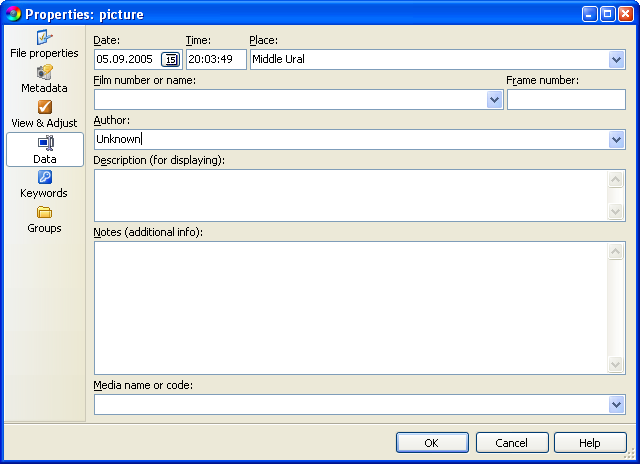 Properties: picture
File properties
Metadata
View & Adjust
Data
Keywords
Groups
Date: Time: Place:
05.09.2005 15 20:03:49 Middle Ural
Film number or name: Frame number:
Author:
Unknown
Description (for displaying):
Notes (additional info):
Media name or code:
OK Cancel Help